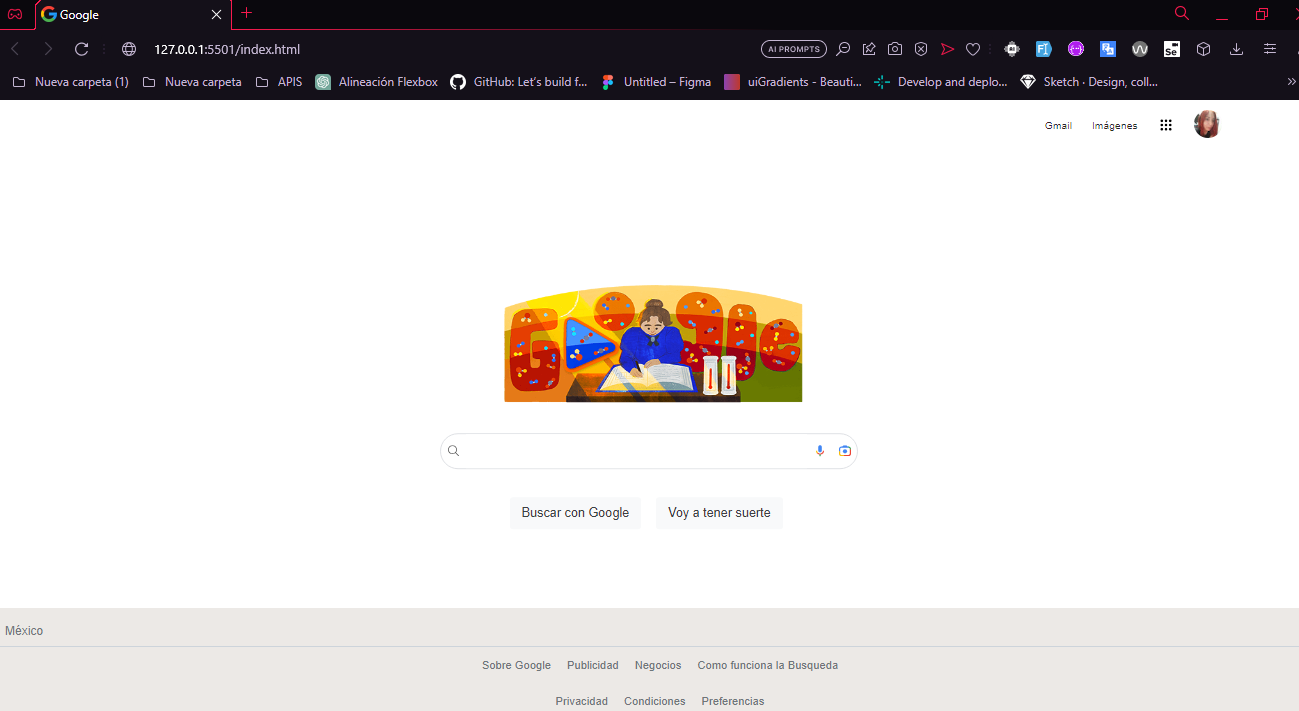 Google
127.0.0.1:5501/index.html
AI PROMPTS
Nueva carpeta (1) Nueva carpeta APIS Alineación Flexbox GitHub: Let's build f... Untitled – Figma uiGradients - Beauti... Develop and deplo... Sketch · Design, coll...
Gmail Imágenes
Buscar con Google Voy a tener suerte
México
Sobre Google Publicidad Negocios Como funciona la Busqueda
Privacidad Condiciones Preferencias